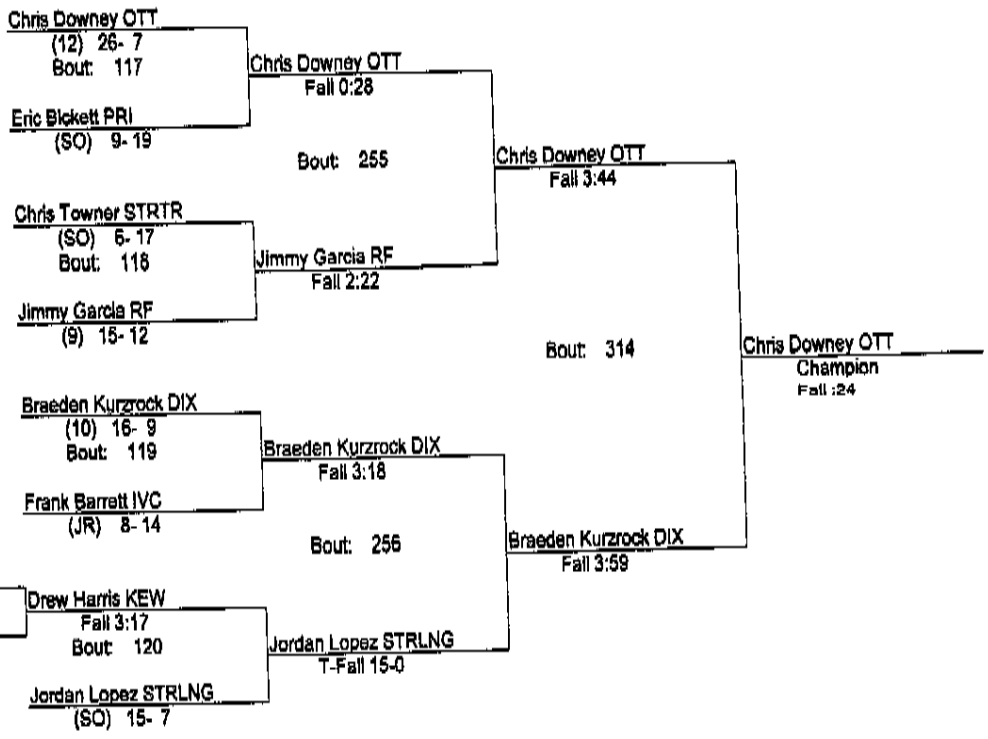 Chris Downey OTT
(12) 26- 7
Bout: 117
Eric Bickett PRI
(SO) 9- 19
Chris Downey OTT
Fall 0:28
Bout: 255
Chris Towner STRTR
(SO) 6- 17
Bout: 118
Jimmy Garcia RF
(9) 15- 12
Jimmy Garcia RF
Fall 2:22
Chris Downey OTT
Fall 3:44
Bout: 314
Chris Downey OTT
Champion
Fall :24
Braeden Kurzrock DIX
(10) 16- 9
Bout: 119
Frank Barrett IVC
(JR) 8- 14
Braeden Kurzrock DIX
Fall 3:18
Bout: 256
Braeden Kurzrock DIX
Fall 3:59
Drew Harris KEW
Fall 3:17
Bout: 120
Jordan Lopez STRLNG
(SO) 15- 7
Jordan Lopez STRLNG
T-Fall 15-0